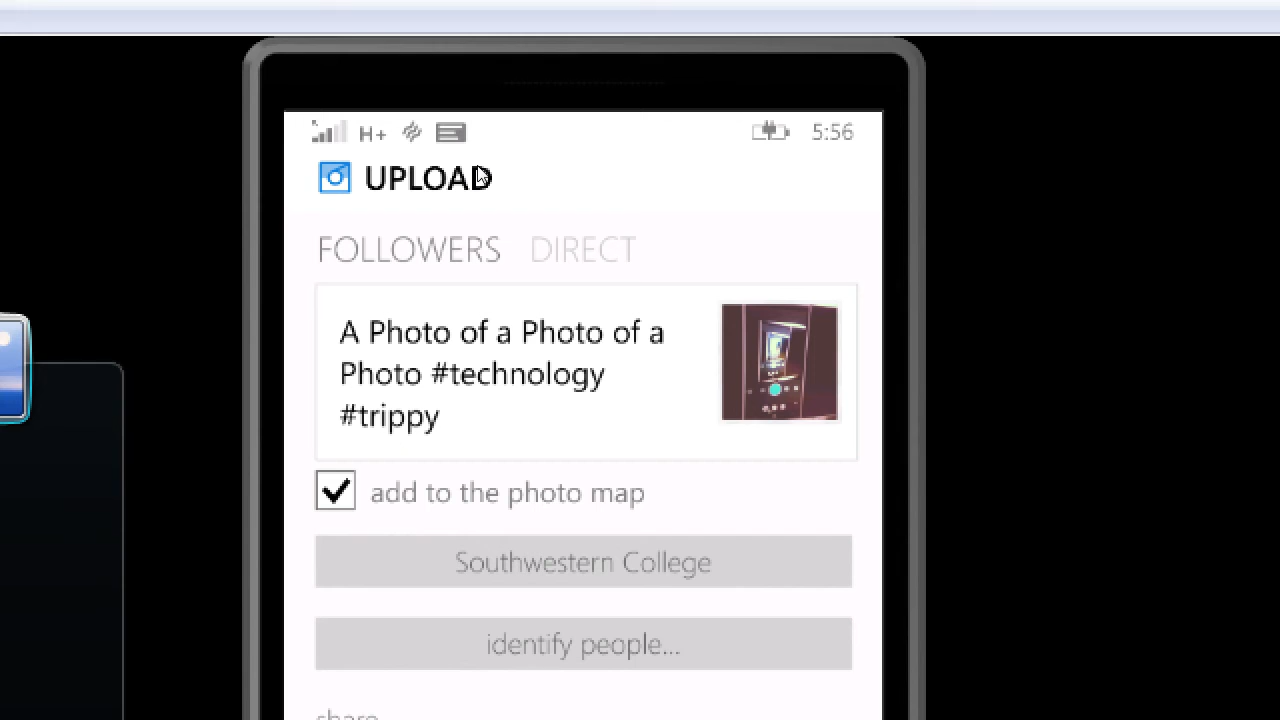 H+ 5:56
UPLOAD
FOLLOWERS DIRECT
A Photo of a Photo of a
Photo #technology
#trippy
add to the photo map
Southwestern College
identify people...
share